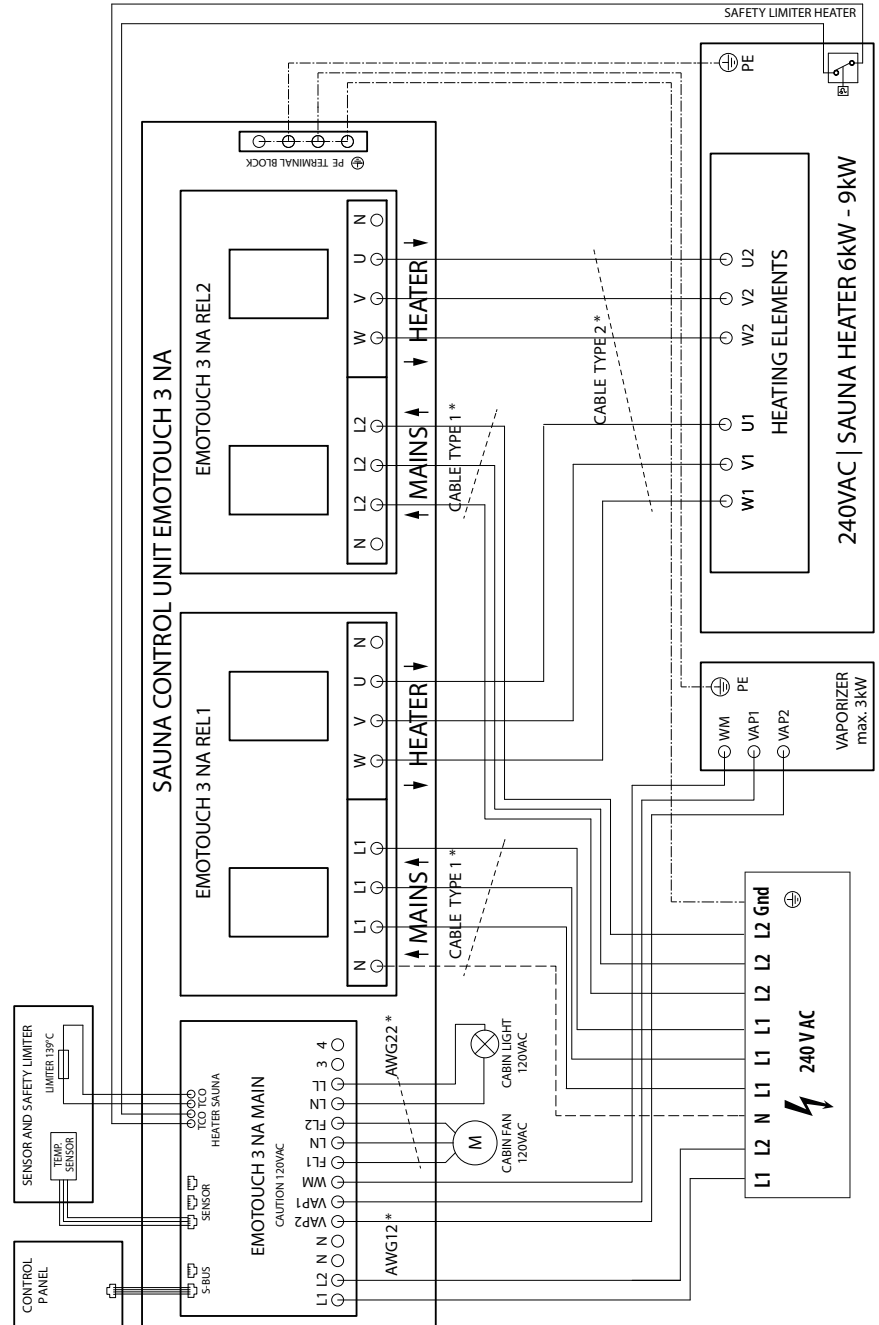 SAFETY LIMITER HEATER
PE
240VAC | SAUNA HEATER 6kW - 9kW
HEATING ELEMENTS
U2
V2
W2
U1
V1
W1
VAPORIZER
max. 3kW
PE
WM
VAP1
VAP2
SAUNA CONTROL UNIT EMOTOUCH 3 NA
PE TERMINAL BLOCK
EMOTOUCH 3 NA REL2
N
U
V
W
L2
L2
L2
N
HEATER
MAINS
CABLE TYPE 1 *
CABLE TYPE 2 *
EMOTOUCH 3 NA REL1
N
U
V
W
L1
L1
L1
N
HEATER
MAINS
CABLE TYPE 1 *
SENSOR AND SAFETY LIMITER
LIMITER 139°C
TEMP.
SENSOR
CONTROL
PANEL
EMOTOUCH 3 NA MAIN
CAUTION 120VAC
TCO TCO
HEATER SAUNA
SENSOR
S-BUS
4
3
LL
LN
FL2
LN
FL1
WM
VAP1
VAP2
N
N
L2
L1
AWG22 *
AWG12 *
CABIN LIGHT
120VAC
M
CABIN FAN
120VAC
L1 L2 N L1 L1 L1 L2 L2 L2 Gnd
240 V AC